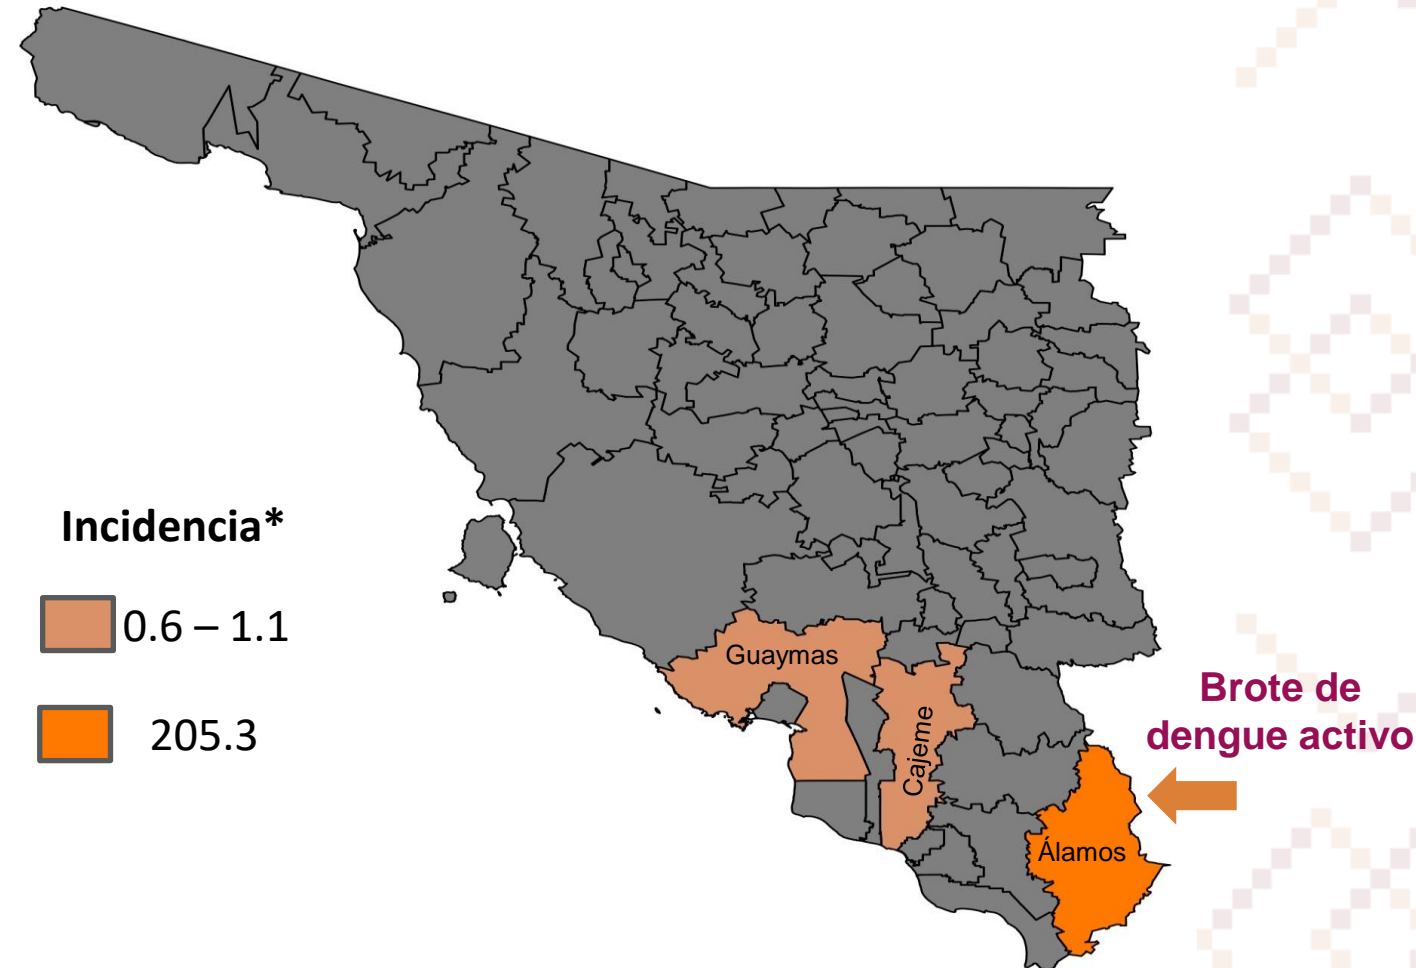 Incidencia*
0.6 – 1.1
205.3
Guaymas
Cajeme
Álamos
Brote de
dengue activo